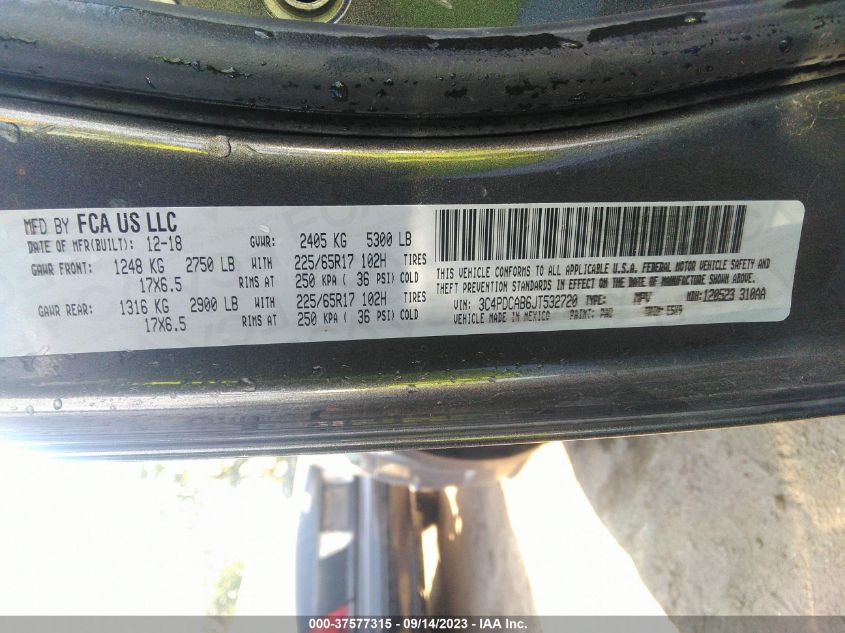 MFD BY FCA US LLC
DATE OF MFR(BUILT): 12-18 GVWR: 2405 KG 5300 LB
GAWR FRONT: 1248 KG 2750 LB WITH 225/65R17 102H TIRES
17X6.5 RIMS AT 250 KPA ( 36 PSI) COLD
GAWR REAR: 1316 KG 2900 LB WITH 225/65R17 102H TIRES
17X6.5 RIMS AT 250 KPA ( 36 PSI) COLD
THIS VEHICLE CONFORMS TO ALL APPLICABLE U.S.A. FEDERAL MOTOR VEHICLE SAFETY AND
THEFT PREVENTION STANDARDS IN EFFECT ON THE DATE OF MANUFACTURE SHOWN ABOVE.
VIN: 3C4PDCAB6JT532720 TYPE: MPV MDH: 120523 310AA
VEHICLE MADE IN MEXICO PAINT: PAU TRIM:
000-37577315 - 09/14/2023 - IAA Inc.